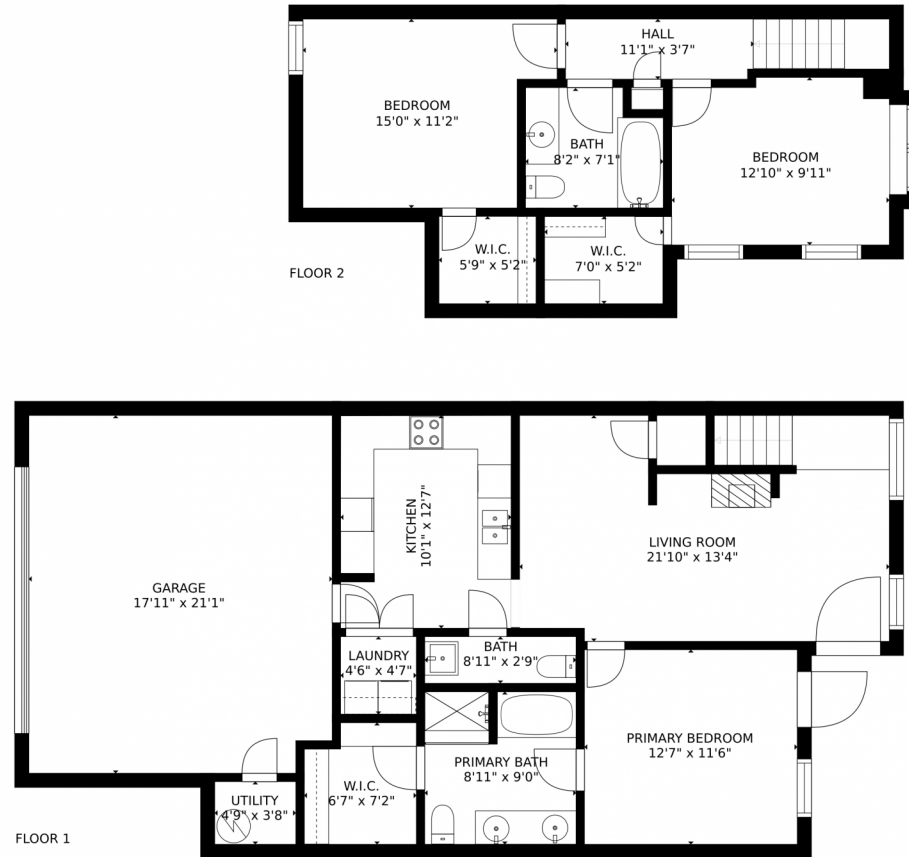 HALL
11'1" x 3'7"
BEDROOM
15'0" x 11'2"
BATH
8'2" x 7'1"
BEDROOM
12'10" x 9'11"
W.I.C.
5'9" x 5'2"
W.I.C.
7'0" x 5'2"
FLOOR 2
KITCHEN
10'1" x 12'7"
LIVING ROOM
21'10" x 13'4"
GARAGE
17'11" x 21'1"
LAUNDRY
4'6" x 4'7"
BATH
8'11" x 2'9"
PRIMARY BEDROOM
12'7" x 11'6"
PRIMARY BATH
8'11" x 9'0"
W.I.C.
6'7" x 7'2"
UTILITY
4'9" x 3'8"
FLOOR 1